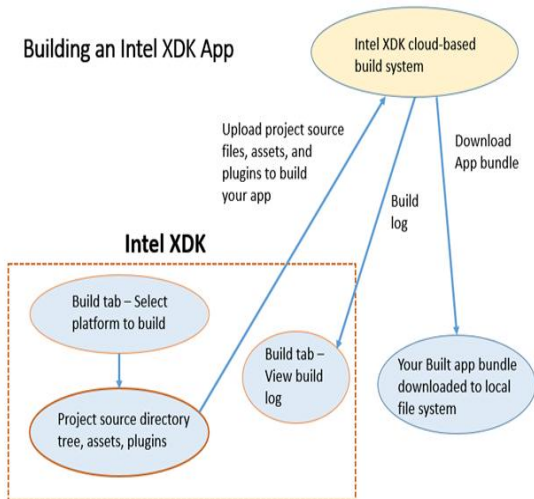 Building an Intel XDK App
Intel XDK cloud-based
build system
Upload project source
files, assets, and
plugins to build
your app
Download
App bundle
Build
log
Intel XDK
Build tab – Select
platform to build
Build tab –
View build
log
Your Built app bundle
downloaded to local
file system
Project source directory
tree, assets, plugins